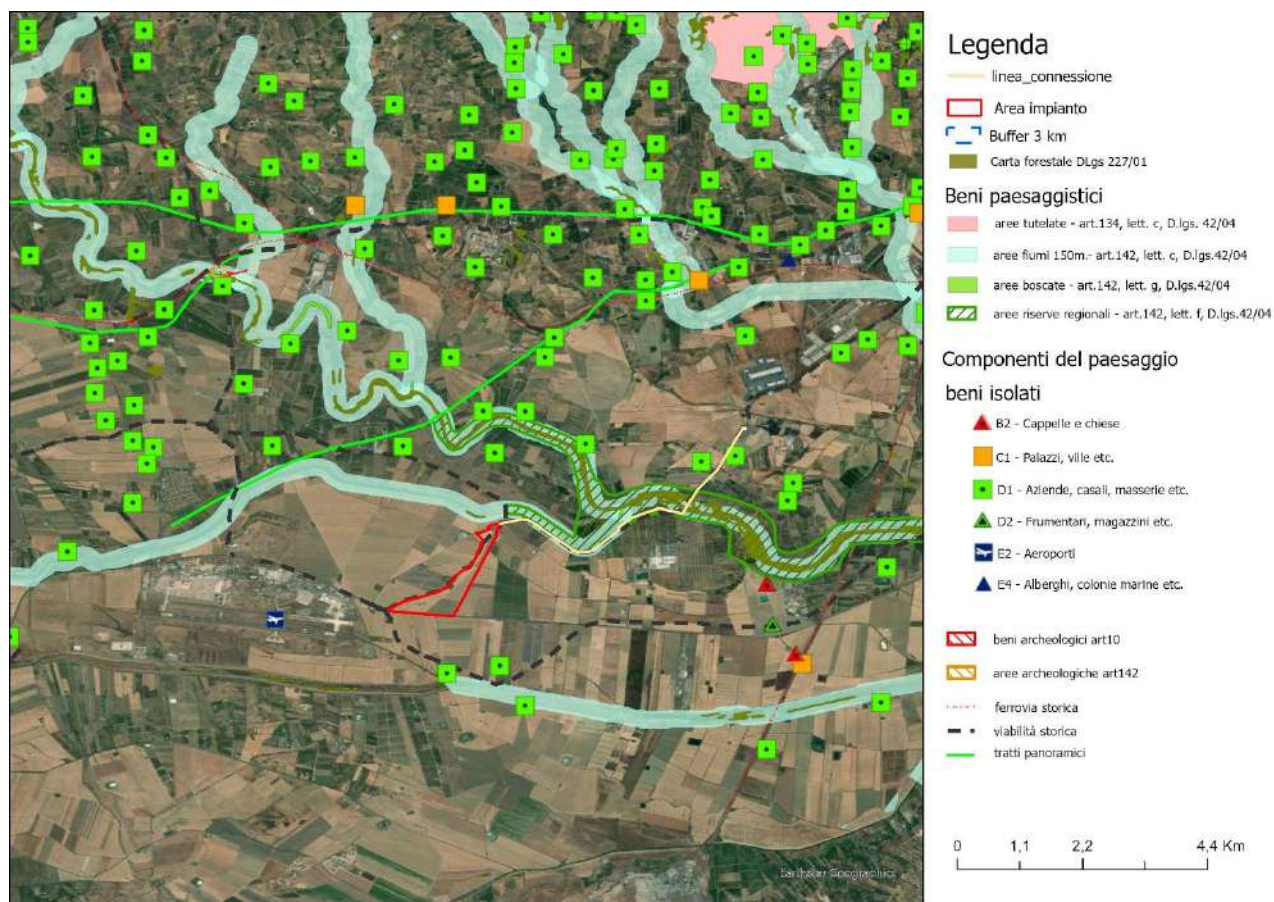 Legenda
linea_connessione
Area impianto
Buffer 3 km
Carta forestale DLgs 227/01
Beni paesaggistici
aree tutelate - art.134, lett. c, D.lgs. 42/04
aree fiumi 150m.- art.142, lett. c, D.lgs.42/04
aree boscate - art.142, lett. g, D.lgs.42/04
aree riserve regionali - art.142, lett. f, D.lgs.42/04
Componenti del paesaggio
beni isolati
B2 - Cappelle e chiese
C1 - Palazzi, ville etc.
D1 - Aziende, casali, masserie etc.
D2 - Frumentari, magazzini etc.
E2 - Aeroporti
E4 - Alberghi, colonie marine etc.
beni archeologici art10
aree archeologiche art142
ferrovia storica
viabilità storica
tratti panoramici
0 1,1 2,2 4,4 Km
Earthstar Geographics